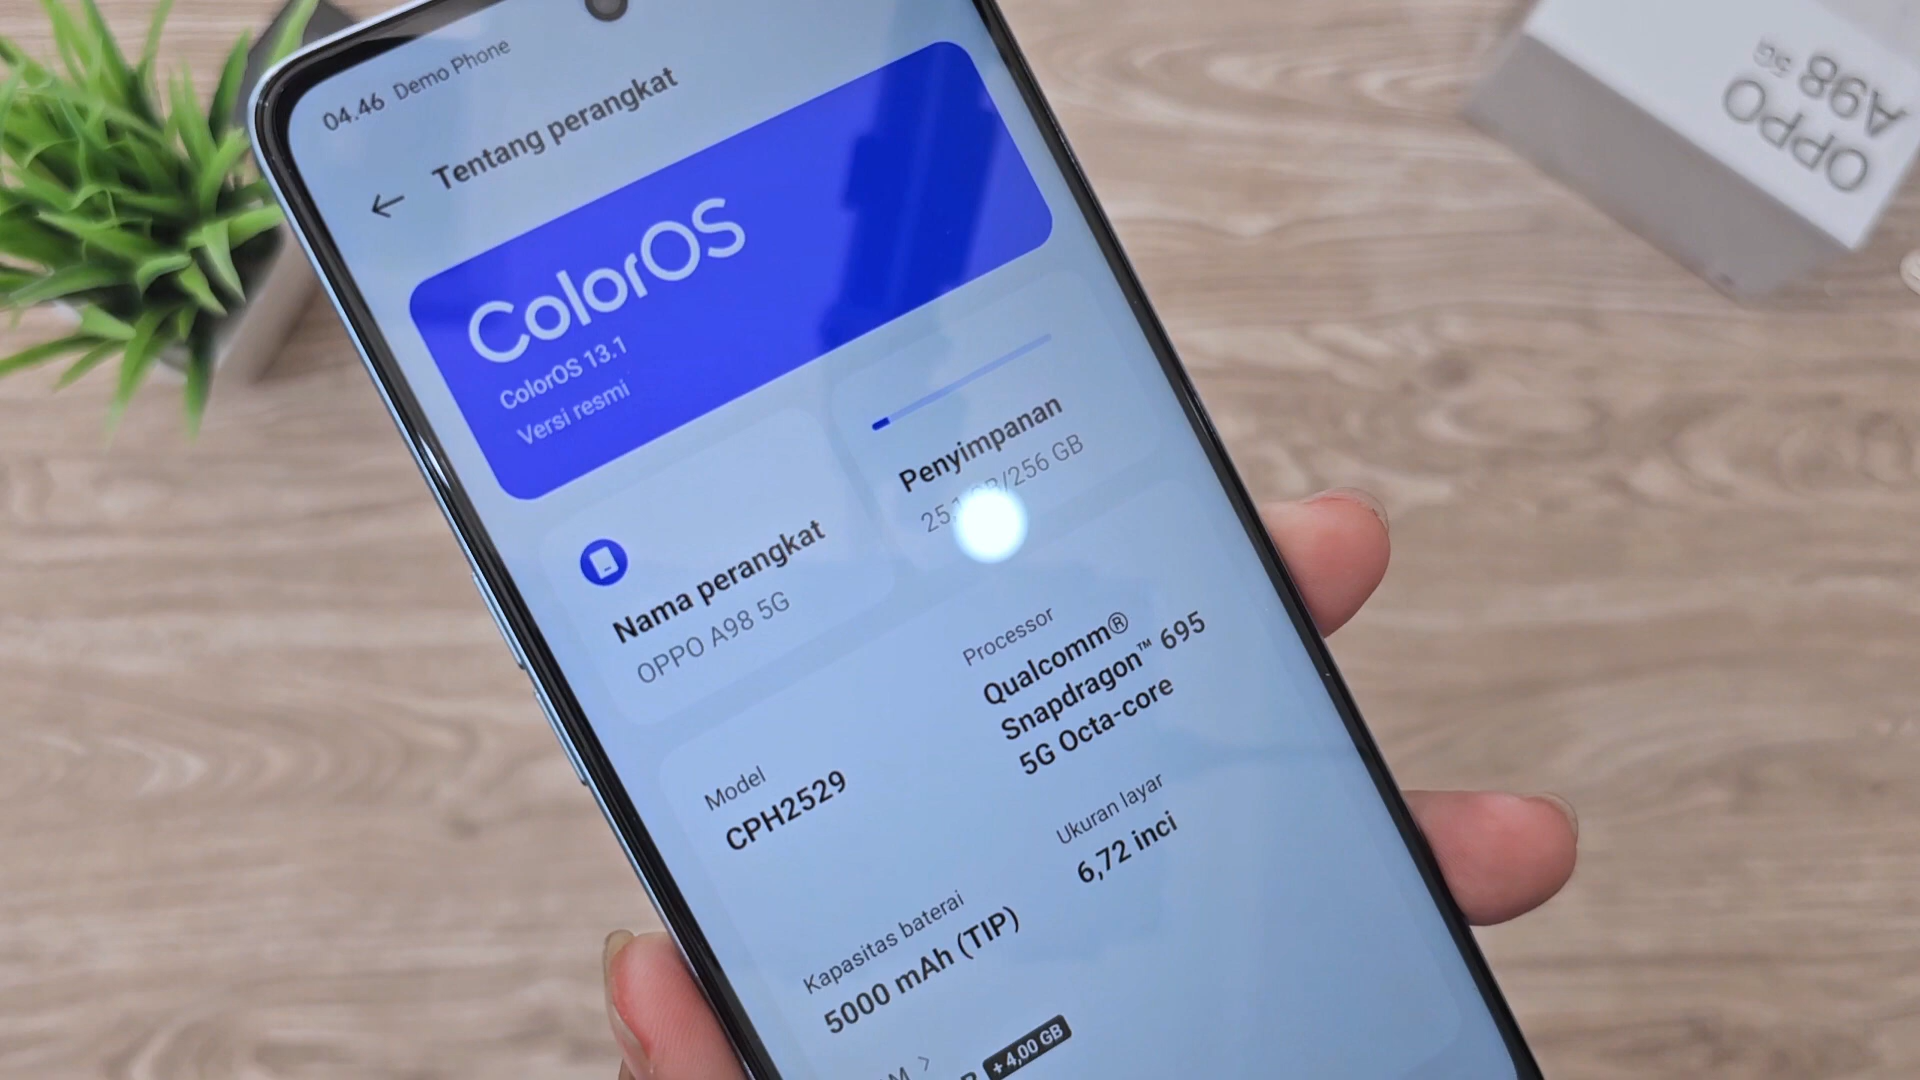 04.46 Demo Phone
Tentang perangkat
ColorOS
ColorOS 13.1
Versi resmi
Nama perangkat
OPPO A98 5G
Penyimpanan
/256 GB
Model
CPH2529
Processor
Qualcomm®
Snapdragon™ 695
5G Octa-core
Ukuran layar
6,72 inci
Kapasitas baterai
5000 mAh (TIP)
+ 4,00 GB
OPPO
A98 5G